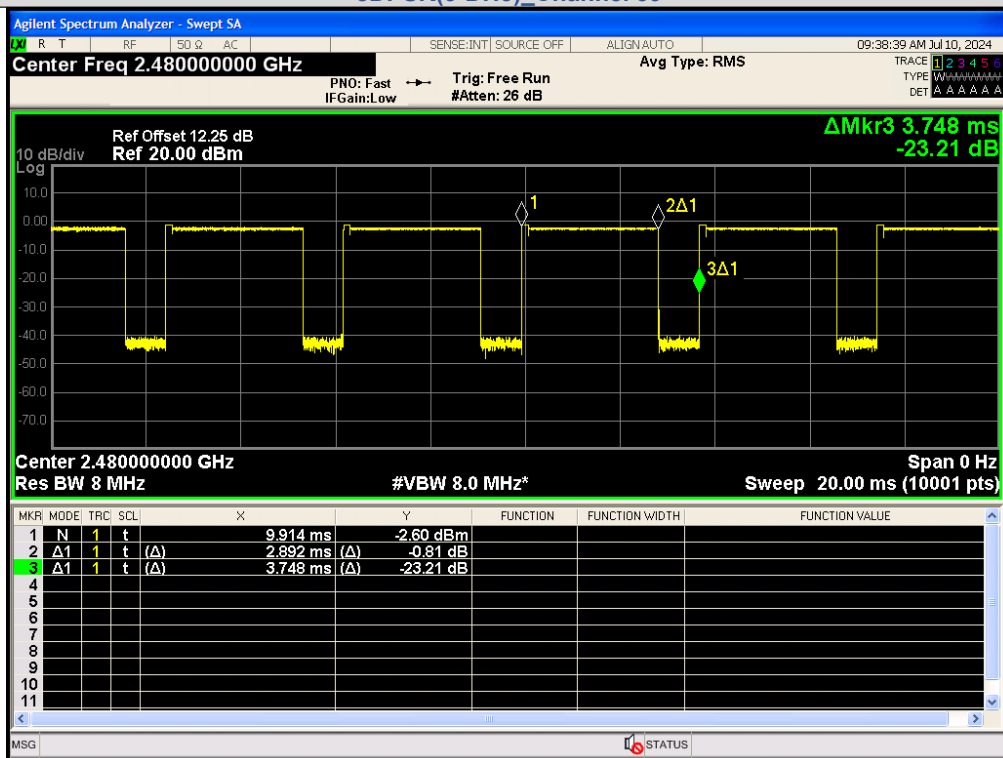 Agilent Spectrum Analyzer - Swept SA
LXI R T RF 50 Ω AC SENSE:INT SOURCE OFF ALIGN AUTO 09:38:39 AM Jul 10, 2024
Center Freq 2.480000000 GHz Avg Type: RMS TRACE 1 2 3 4 5 6
PNO: Fast Trig: Free Run TYPE
IFGain:Low #Atten: 26 dB DET A A A A A A
ΔMkr3 3.748 ms
-23.21 dB
Ref Offset 12.25 dB
10 dB/div Ref 20.00 dBm
Log
10.0
0.00
-10.0
-20.0
-30.0
-40.0
-50.0
-60.0
-70.0
1
2Δ1
3Δ1
Center 2.480000000 GHz Span 0 Hz
Res BW 8 MHz #VBW 8.0 MHz* Sweep 20.00 ms (10001 pts)
MKR MODE TRC SCL X Y FUNCTION FUNCTION WIDTH FUNCTION VALUE
1 N 1 t 9.914 ms -2.60 dBm
2 Δ1 1 t (Δ) 2.892 ms (Δ) -0.81 dB
3 Δ1 1 t (Δ) 3.748 ms (Δ) -23.21 dB
4
5
6
7
8
9
10
11
MSG STATUS